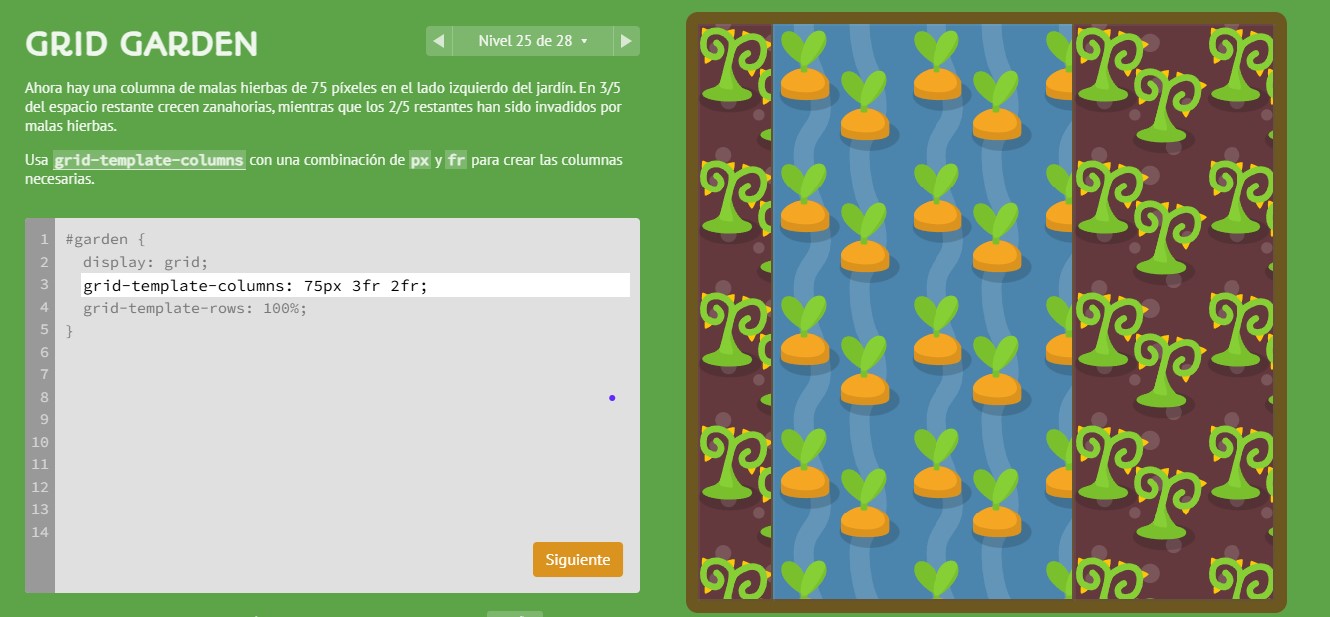 GRID GARDEN
Nivel 25 de 28
Ahora hay una columna de malas hierbas de 75 píxeles en el lado izquierdo del jardín. En 3/5
del espacio restante crecen zanahorias, mientras que los 2/5 restantes han sido invadidos por
malas hierbas.
Usa grid-template-columns con una combinación de px y fr para crear las columnas
necesarias.
1 #garden {
2 display: grid;
3 grid-template-columns: 75px 3fr 2fr;
4 grid-template-rows: 100%;
5 }
6
7
8
9
10
11
12
13
14
Siguiente